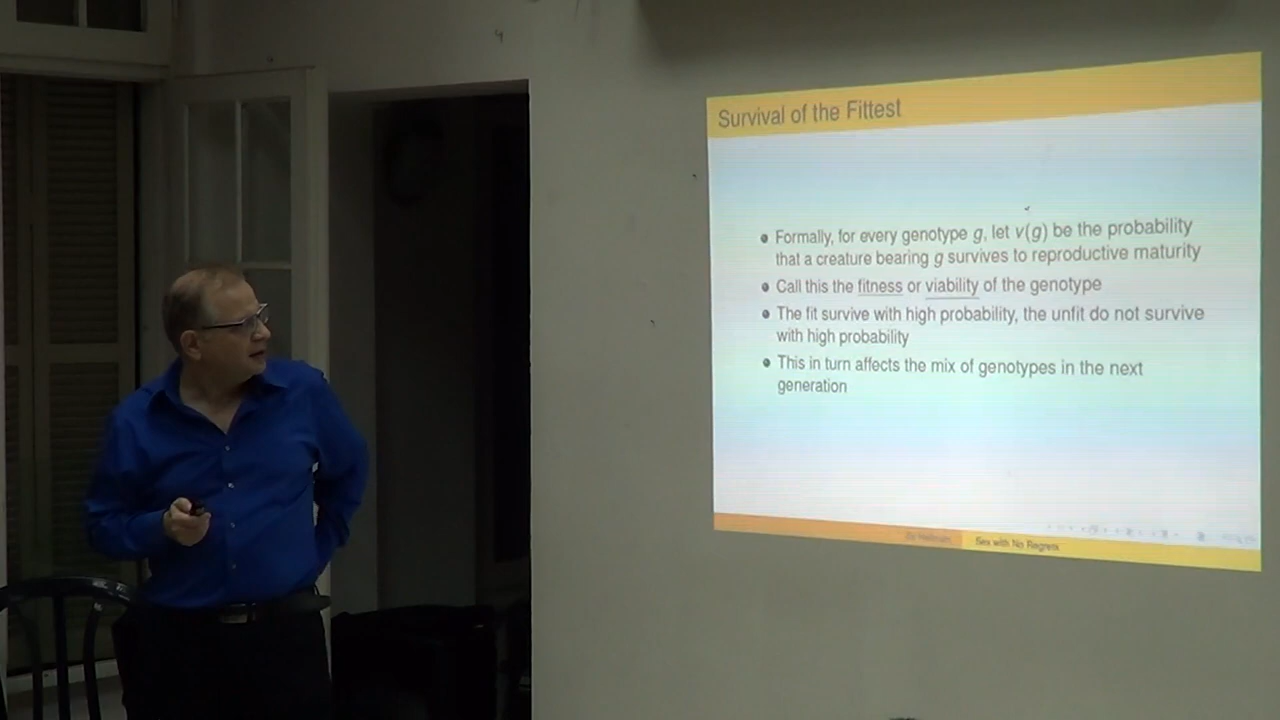 Survival of the Fittest
Formally, for every genotype g, let v(g) be the probability
that a creature bearing g survives to reproductive maturity
Call this the fitness or viability of the genotype
The fit survive with high probability, the unfit do not survive
with high probability
This in turn affects the mix of genotypes in the next
generation
Sex with No Regrets